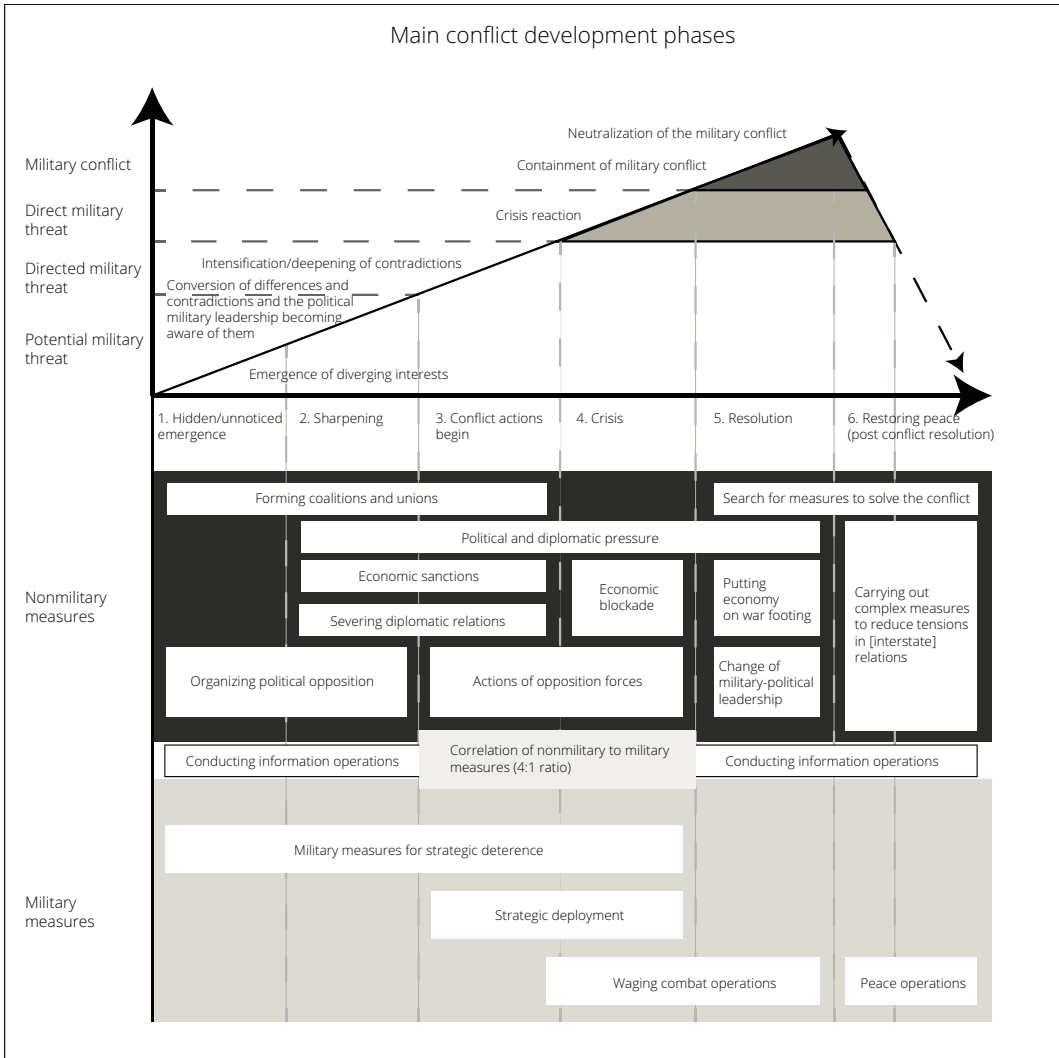 Main conflict development phases
Military conflict
Direct military
threat
Directed military
threat
Potential military
threat
Neutralization of the military conflict
Containment of military conflict
Crisis reaction
Intensification/deepening of contradictions
Conversion of differences and
contradictions and the political
military leadership becoming
aware of them
Emergence of diverging interests
1. Hidden/unnoticed
emergence
2. Sharpening
3. Conflict actions
begin
4. Crisis
5. Resolution
6. Restoring peace
(post conflict resolution)
Nonmilitary
measures
Forming coalitions and unions
Search for measures to solve the conflict
Political and diplomatic pressure
Economic sanctions
Severing diplomatic relations
Economic
blockade
Putting
economy
on war footing
Carrying out
complex measures
to reduce tensions
in [interstate]
relations
Organizing political opposition
Actions of opposition forces
Change of
military-political
leadership
Conducting information operations
Correlation of nonmilitary to military
measures (4:1 ratio)
Conducting information operations
Military
measures
Military measures for strategic deterence
Strategic deployment
Waging combat operations
Peace operations